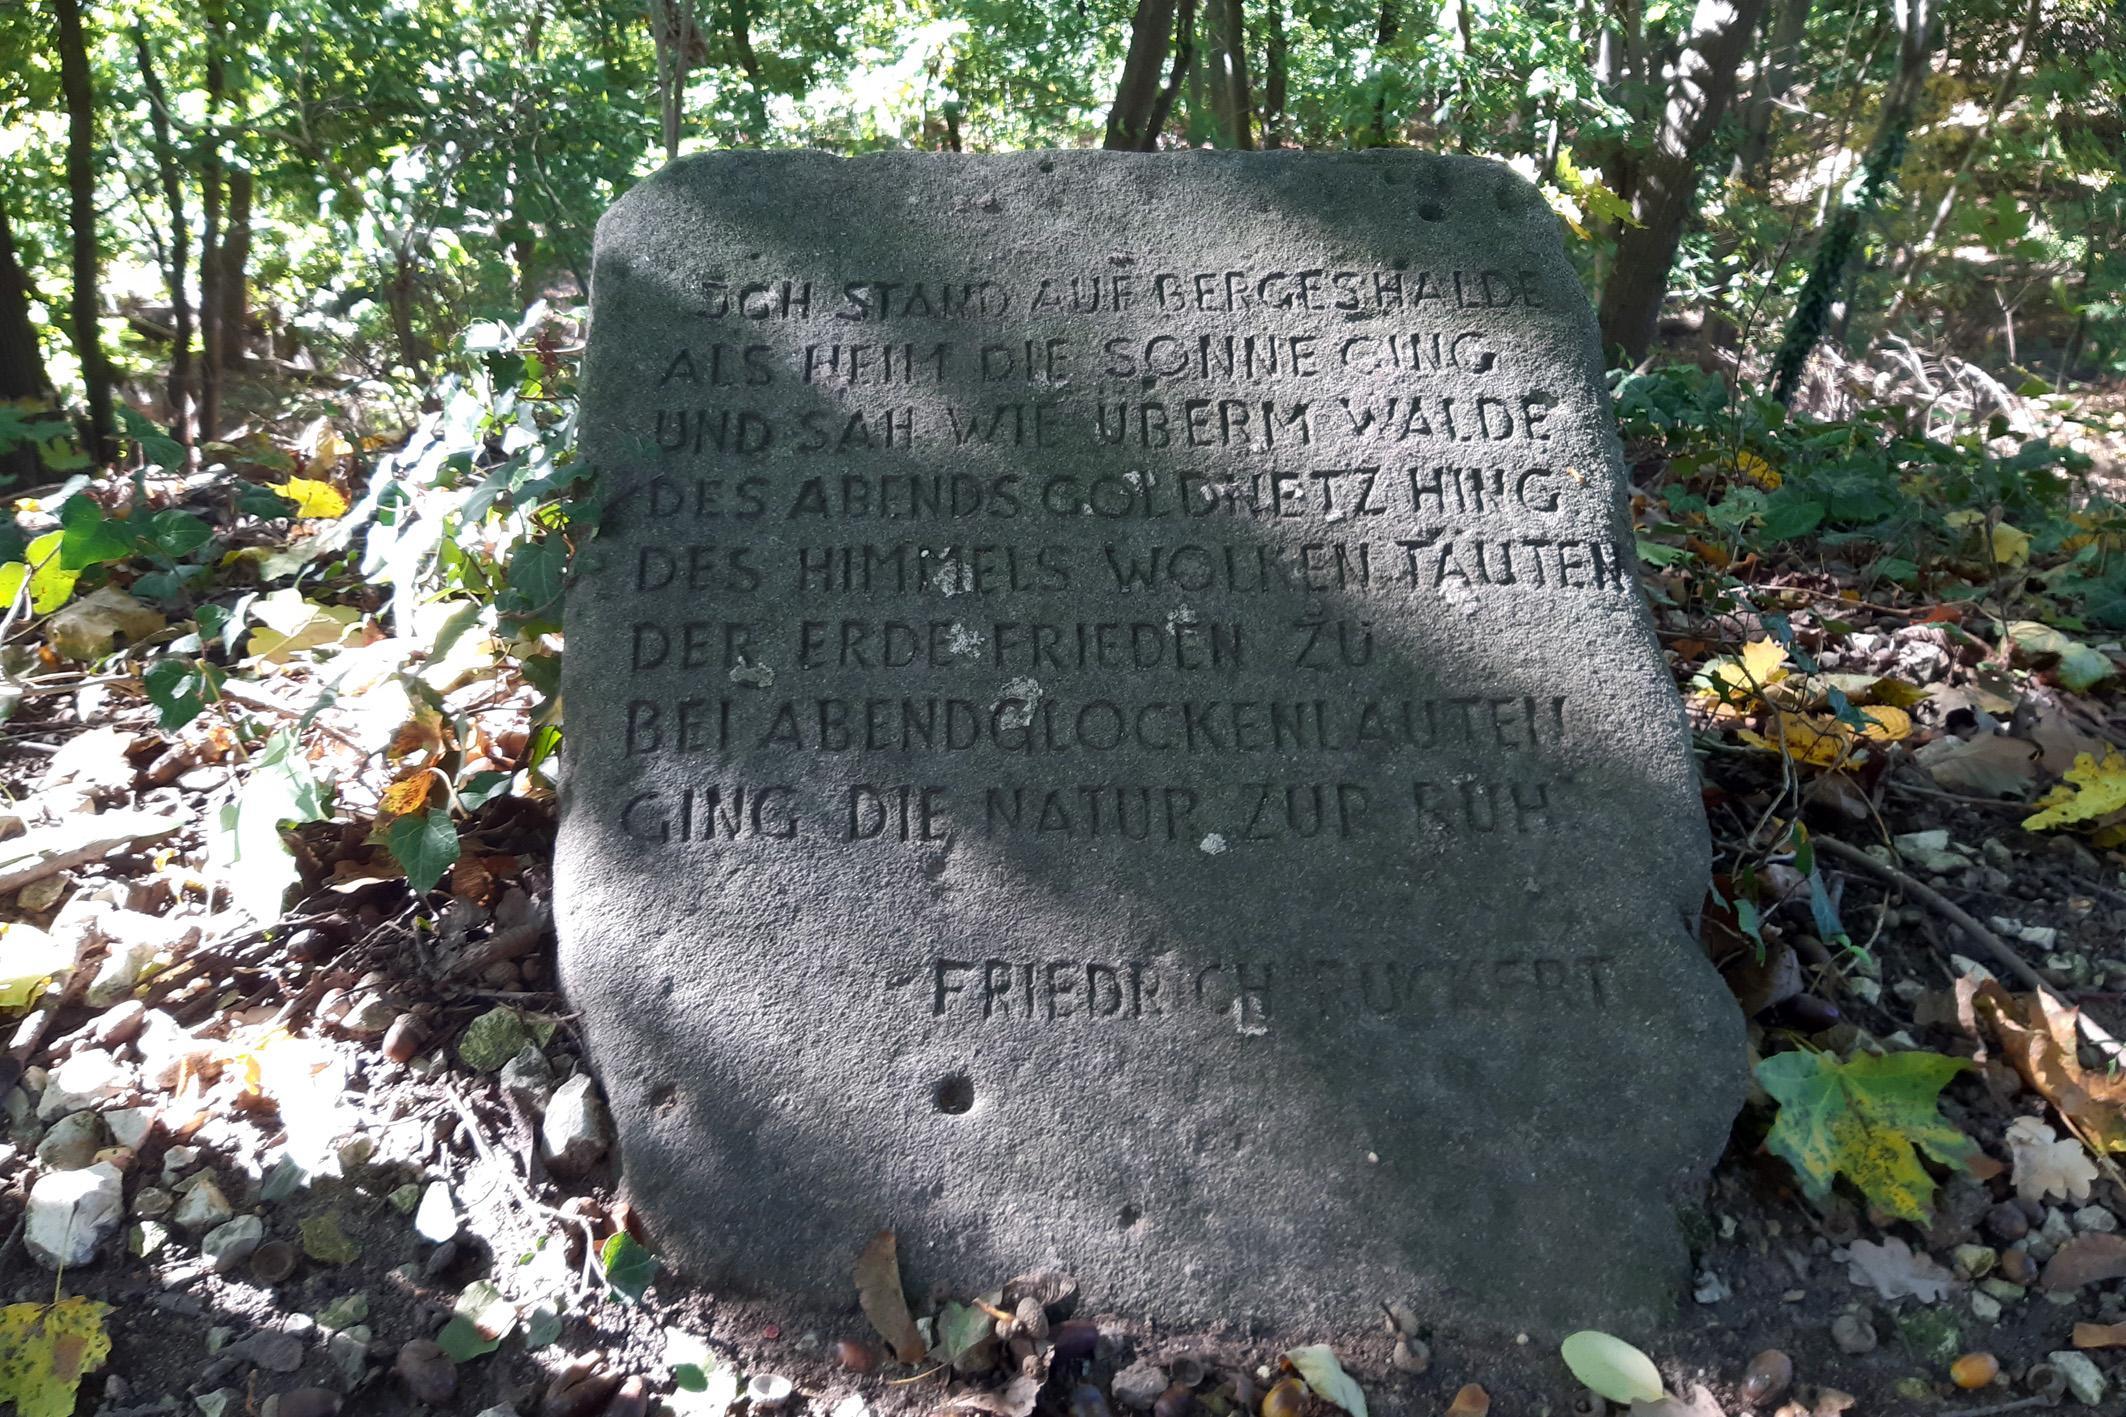 ICH STAND AUF BERGESHALDE
ALS HEIM DIE SONNE GING
UND SAH WIE ÜBERM WALDE
DES ABENDS GOLDNETZ HING
DES HIMMELS WOLKEN TAUTEN
DER ERDE FRIEDEN ZU
BEI ABENDGLOCKENLAUTEN
GING DIE NATUR ZUR RUH.
FRIEDRICH RÜCKERT